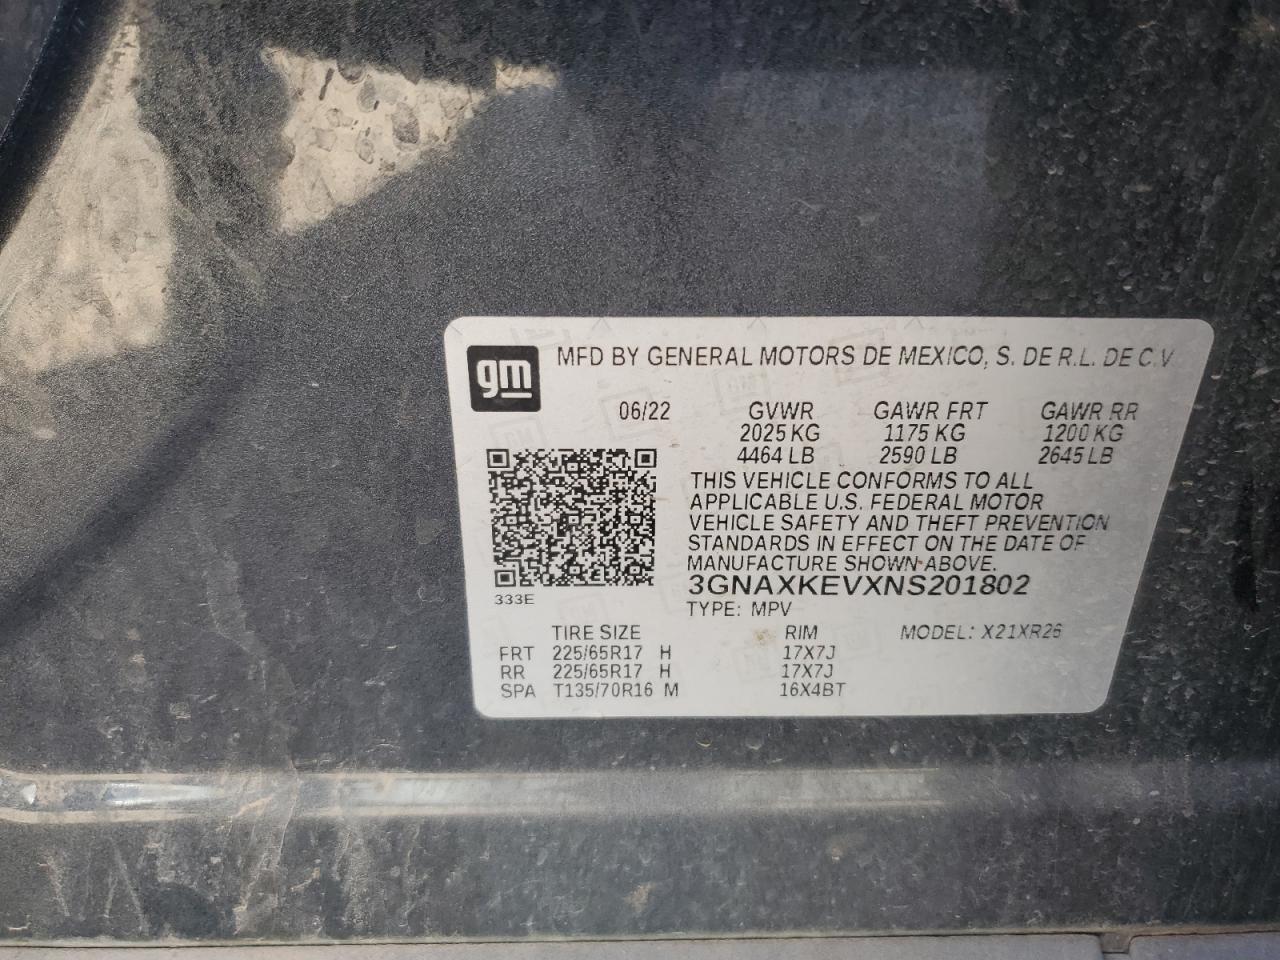 gm
MFD BY GENERAL MOTORS DE MEXICO, S. DE R.L. DE C.V
06/22 GVWR GAWR FRT GAWR RR
2025 KG 1175 KG 1200 KG
4464 LB 2590 LB 2645 LB
THIS VEHICLE CONFORMS TO ALL
APPLICABLE U.S. FEDERAL MOTOR
VEHICLE SAFETY AND THEFT PREVENTION
STANDARDS IN EFFECT ON THE DATE OF
MANUFACTURE SHOWN ABOVE.
3GNAXKEVXNS201802
333E
TYPE: MPV
TIRE SIZE RIM MODEL: X21XR26
FRT 225/65R17 H 17X7J
RR 225/65R17 H 17X7J
SPA T135/70R16 M 16X4BT